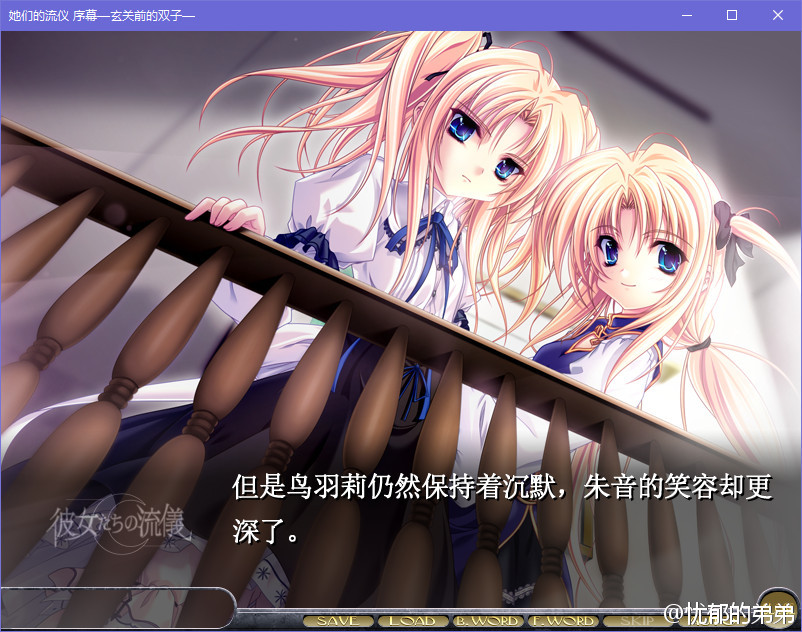 她们的流仪 序幕—玄关前的双子—
但是鸟羽莉仍然保持着沉默，朱音的笑容却更
深了。
彼女たちの流儀
SAVE LOAD B.WORD F.WORD SKIP
@忧郁的弟弟